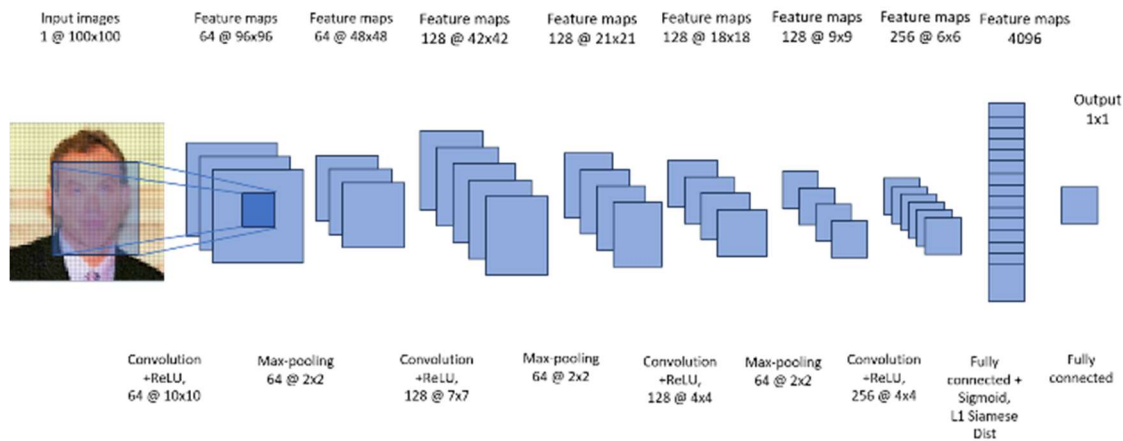 Input images
1 @ 100x100
Feature maps
64 @ 96x96
Feature maps
64 @ 48x48
Feature maps
128 @ 42x42
Feature maps
128 @ 21x21
Feature maps
128 @ 18x18
Feature maps
128 @ 9x9
Feature maps
256 @ 6x6
Feature maps
4096
Output
1x1
Convolution
+ReLU,
64 @ 10x10
Max-pooling
64 @ 2x2
Convolution
+ReLU,
128 @ 7x7
Max-pooling
64 @ 2x2
Convolution
+ReLU,
128 @ 4x4
Max-pooling
64 @ 2x2
Convolution
+ReLU,
256 @ 4x4
Fully
connected +
Sigmoid,
L1 Siamese
Dist
Fully
connected